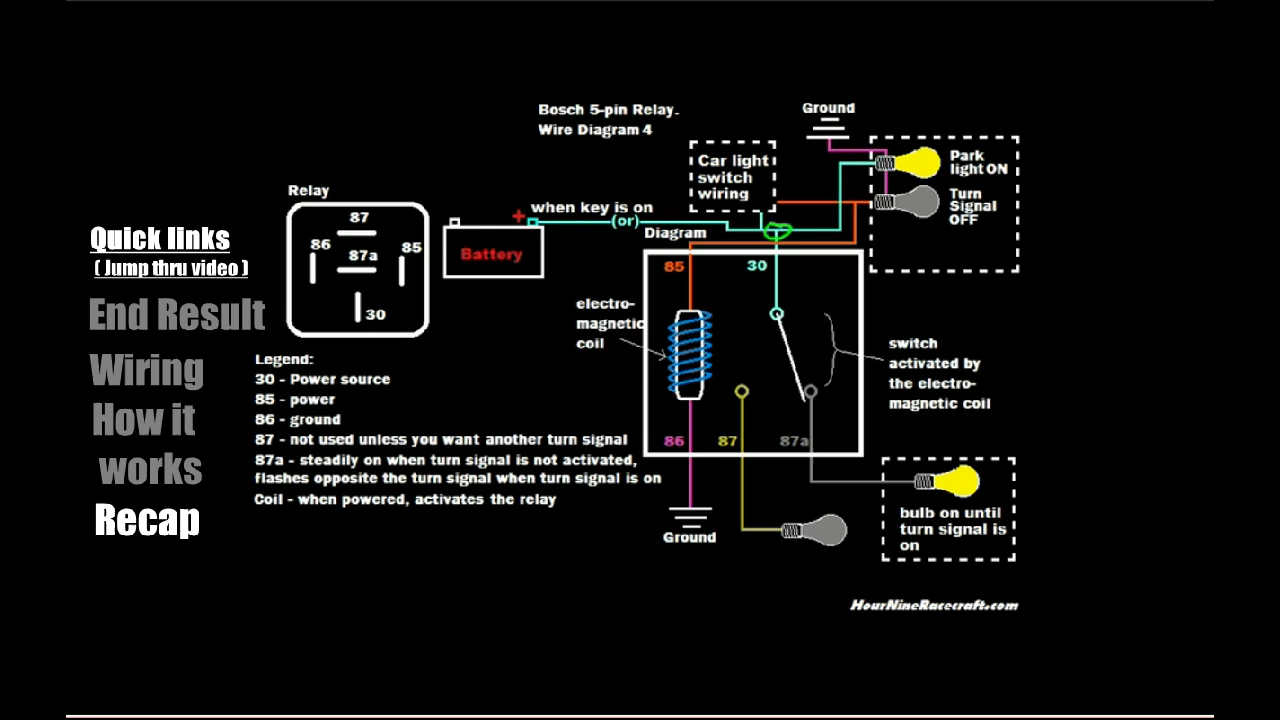 Bosch 5-pin Relay.
Wire Diagram 4
Ground
Car light
switch
wiring
Park
light ON
Turn
Signal
OFF
Relay
when key is on
(or)
+
Diagram
Battery
87
86
87a
85
30
Quick links
( Jump thru video )
End Result
Wiring
How it
works
Recap
85
30
electro-
magnetic
coil
switch
activated by
the electro-
magnetic coil
86
87
87a
Legend:
30 - Power source
85 - power
86 - ground
87 - not used unless you want another turn signal
87a - steadily on when turn signal is not activated,
flashes opposite the turn signal when turn signal is on
Coil - when powered, activates the relay
Ground
bulb on until
turn signal is
on
HourNineRacecraft.com